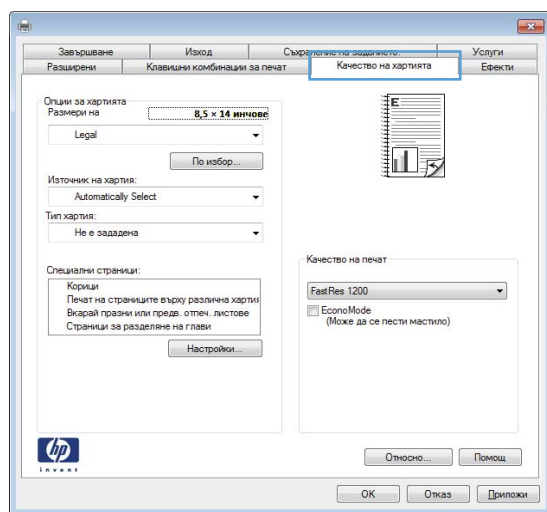 Завършване Изход Съхранение на заданието. Услуги
Разширени Клавишни комбинации за печат Качество на хартията Ефекти
Опции за хартията
Размери на 8,5 × 14 инчове
Legal
По избор...
Източник на хартия:
Automatically Select
Тип хартия:
Не е зададена
Специални страници:
Корици
Печат на страниците върху различна хартия
Вкарай празни или предв. отпеч. листове
Страници за разделяне на глави
Настройки...
E
Качество на печат
FastRes 1200
EconoMode
(Може да се пести мастило)
hp
invent
Относно... Помощ
OK Отказ Приложи